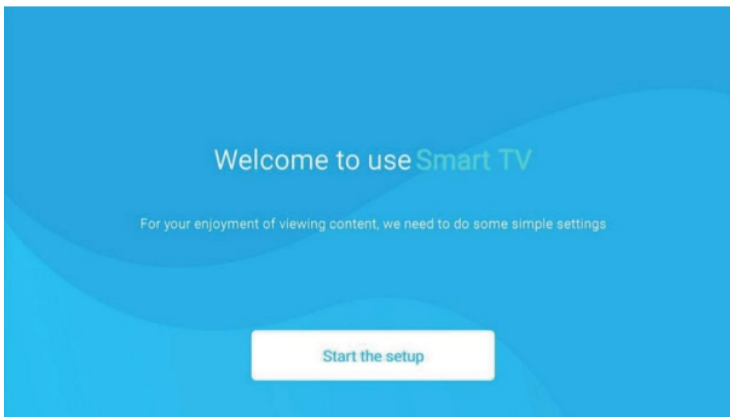 Welcome to use Smart TV
For your enjoyment of viewing content, we need to do some simple settings
Start the setup